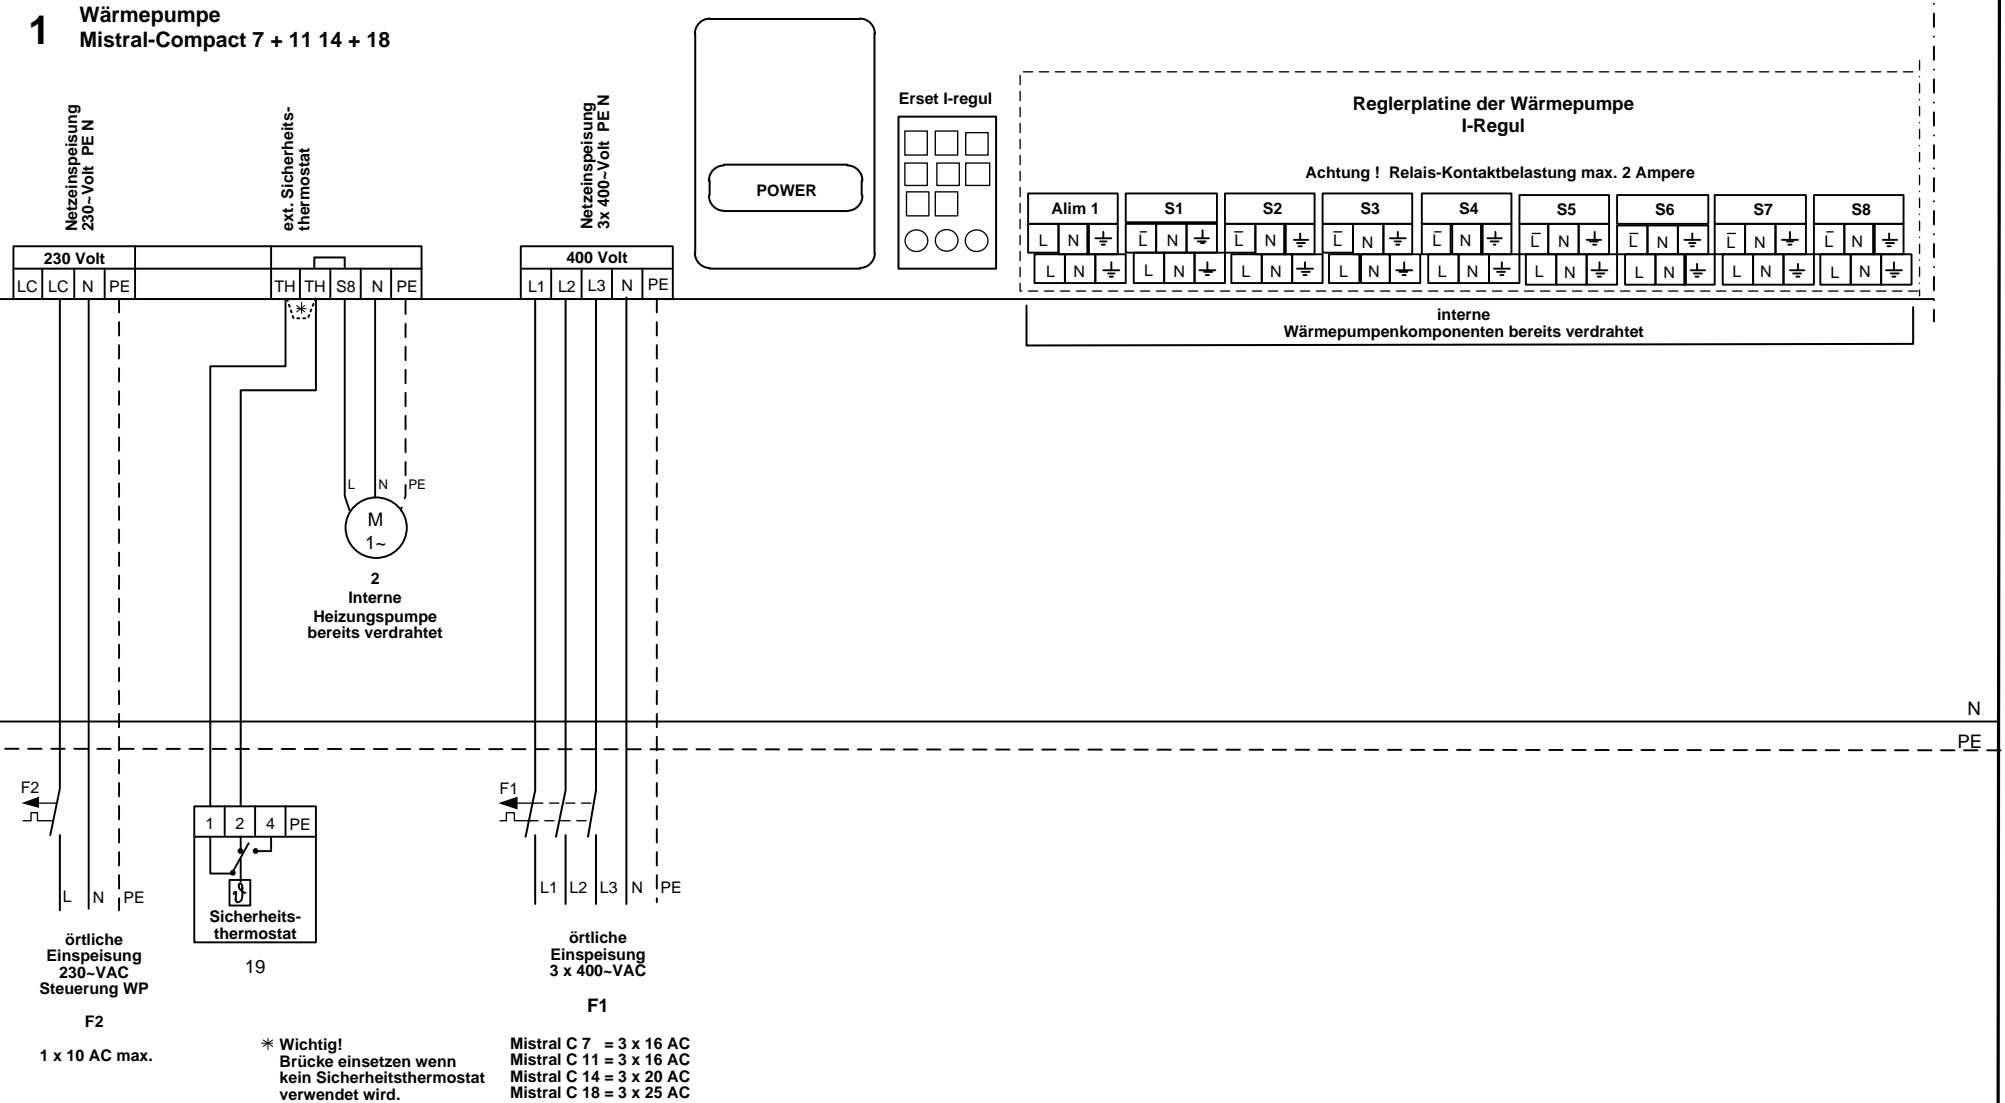 1
Wärmepumpe
Mistral-Compact 7 + 11 14 + 18
Netzeinspeisung
230~Volt PE N
ext. Sicherheits-
thermostat
Netzeinspeisung
3x 400~Volt PE N
POWER
Erset I-regul
Reglerplatine der Wärmepumpe
I-Regul
Achtung ! Relais-Kontaktbelastung max. 2 Ampere
Alim 1 S1 S2 S3 S4 S5 S6 S7 S8
L N L N L N L N L N L N L N L N L N
L N L N L N L N L N L N L N L N L N
interne
Wärmepumpenkomponenten bereits verdrahtet
230 Volt
LC LC N PE
TH TH S8 N PE
400 Volt
L1 L2 L3 N PE
*
L N PE
M
1~
2
Interne
Heizungspumpe
bereits verdrahtet
N
PE
F2
1 2 4 PE
Sicherheits-
thermostat
19
F1
L N PE
L1 L2 L3 N PE
örtliche
Einspeisung
230~VAC
Steuerung WP
F2
1 x 10 AC max.
* Wichtig!
Brücke einsetzen wenn
kein Sicherheitsthermostat
verwendet wird.
örtliche
Einspeisung
3 x 400~VAC
F1
Mistral C 7 = 3 x 16 AC
Mistral C 11 = 3 x 16 AC
Mistral C 14 = 3 x 20 AC
Mistral C 18 = 3 x 25 AC